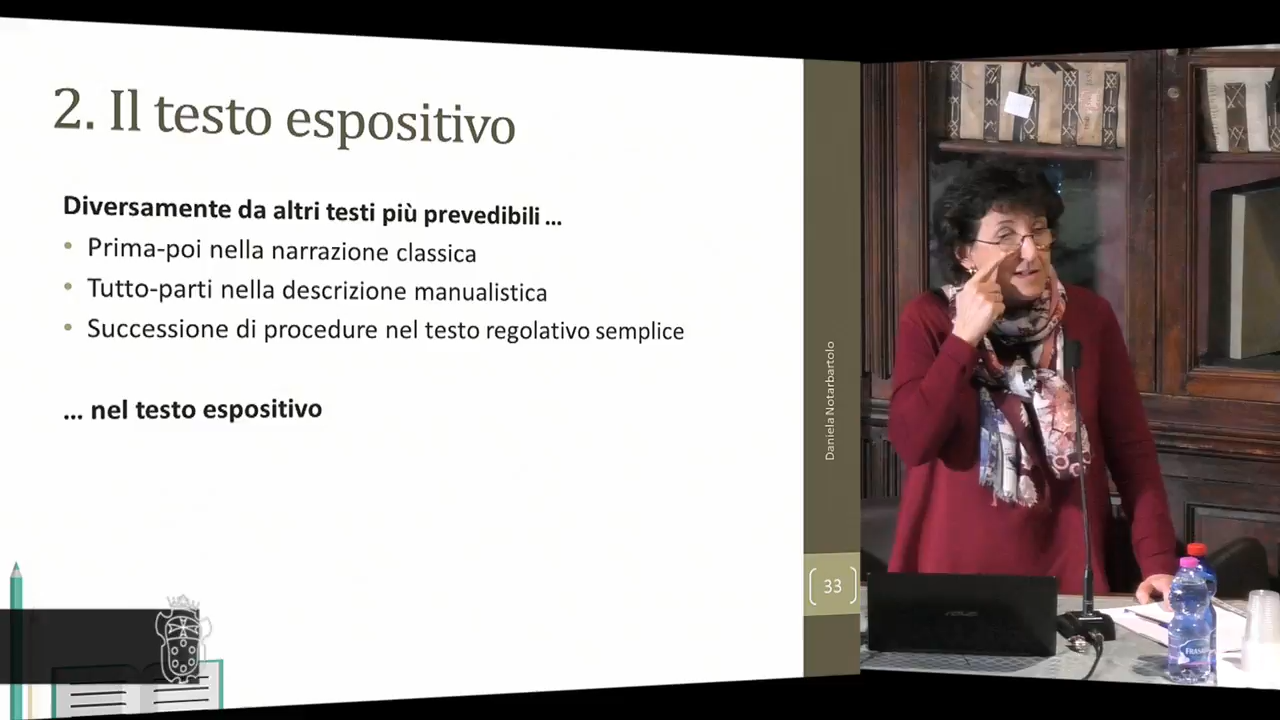 2. Il testo espositivo
Diversamente da altri testi più prevedibili ...
• Prima-poi nella narrazione classica
• Tutto-parti nella descrizione manualistica
• Successione di procedure nel testo regolativo semplice
... nel testo espositivo
Daniela Notarbartolo
33
ASUS